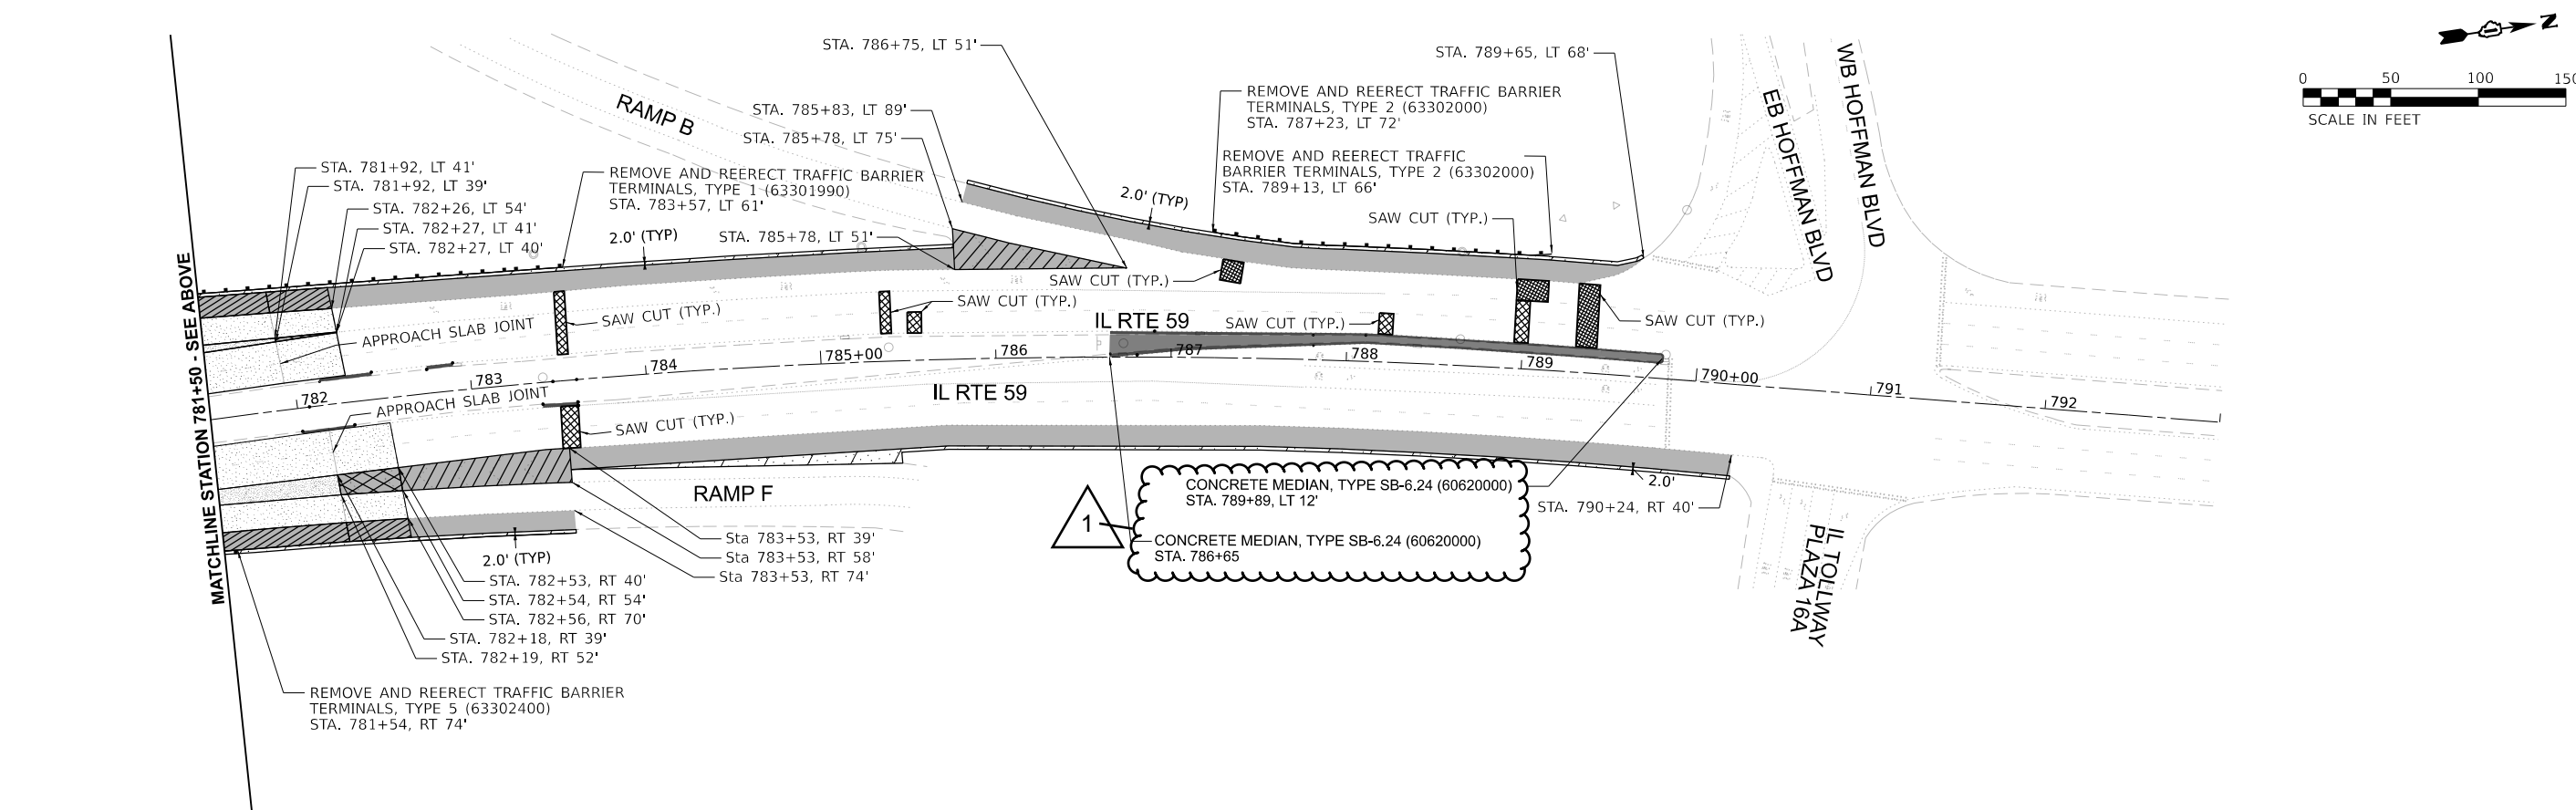 STA. 786+75, LT 51'
STA. 789+65, LT 68'
N
0 50 100 150
SCALE IN FEET
WB HOFFMAN BLVD
EB HOFFMAN BLVD
RAMP B
STA. 785+83, LT 89'
STA. 785+78, LT 75'
REMOVE AND REERECT TRAFFIC BARRIER
TERMINALS, TYPE 2 (63302000)
STA. 787+23, LT 72'
REMOVE AND REERECT TRAFFIC
BARRIER TERMINALS, TYPE 2 (63302000)
STA. 789+13, LT 66'
STA. 781+92, LT 41'
STA. 781+92, LT 39'
STA. 782+26, LT 54'
STA. 782+27, LT 41'
STA. 782+27, LT 40'
REMOVE AND REERECT TRAFFIC BARRIER
TERMINALS, TYPE 1 (63301990)
STA. 783+57, LT 61'
2.0' (TYP)
STA. 785+78, LT 51'
2.0' (TYP)
SAW CUT (TYP.)
SAW CUT (TYP.)
SAW CUT (TYP.)
SAW CUT (TYP.)
SAW CUT (TYP.)
SAW CUT (TYP.)
IL RTE 59
APPROACH SLAB JOINT
MATCHLINE STATION 781+50 - SEE ABOVE
782
783
784
785+00
786
787
788
789
790+00
791
792
APPROACH SLAB JOINT
IL RTE 59
SAW CUT (TYP.)
RAMP F
CONCRETE MEDIAN, TYPE SB-6.24 (60620000)
STA. 789+89, LT 12'
CONCRETE MEDIAN, TYPE SB-6.24 (60620000)
STA. 786+65
1
2.0'
STA. 790+24, RT 40'
IL TOLLWAY
PLAZA 16A
Sta 783+53, RT 39'
Sta 783+53, RT 58'
Sta 783+53, RT 74'
2.0' (TYP)
STA. 782+53, RT 40'
STA. 782+54, RT 54'
STA. 782+56, RT 70'
STA. 782+18, RT 39'
STA. 782+19, RT 52'
REMOVE AND REERECT TRAFFIC BARRIER
TERMINALS, TYPE 5 (63302400)
STA. 781+54, RT 74'